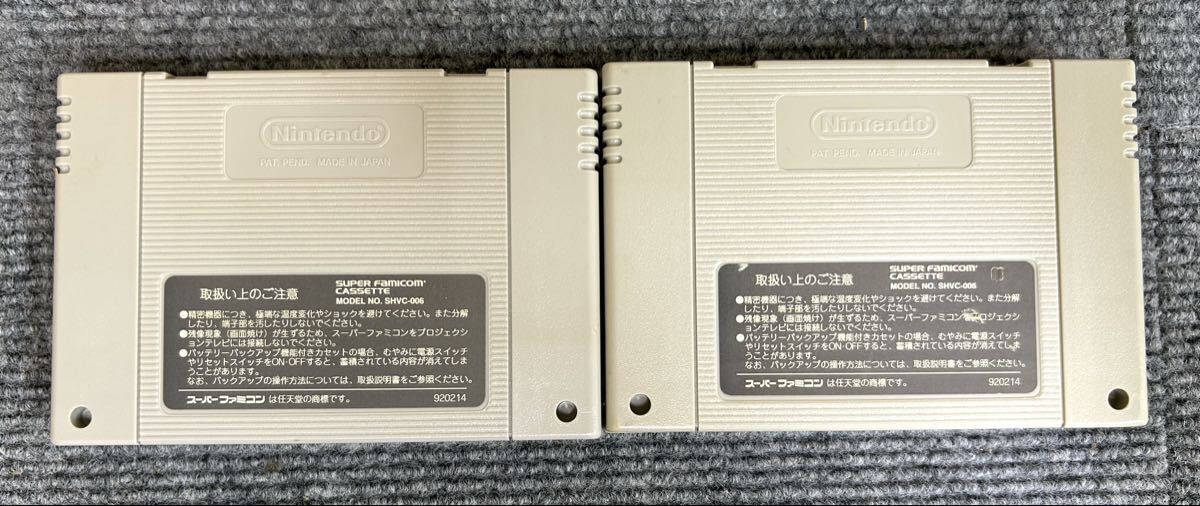 Nintendo
PAT. PEND. MADE IN JAPAN
取扱い上のご注意
SUPER FAMICOM
CASSETTE
MODEL NO. SHVC-006
●精密機器につき、極端な温度変化やショックを避けてください。また分解
したり、端子部を汚したりしないでください。
●残像現象(画面焼け)が生ずるため、スーパーファミコンをプロジェクシ
ョンテレビには接続しないでください。
●バッテリーバックアップ機能付きカセットの場合、むやみに電源スイッチ
やリセットスイッチをON・OFFすると、蓄積されている内容が消えてしま
うことがあります。
なお、バックアップの操作方法については、取扱説明書をご参照ください。
スーパーファミコン は任天堂の商標です。
920214
Nintendo
PAT. PEND. MADE IN JAPAN
取扱い上のご注意
SUPER FAMICOM
CASSETTE
MODEL NO. SHVC-006
●精密機器につき、極端な温度変化やショックを避けてください。また分解
したり、端子部を汚したりしないでください。
●残像現象(画面焼け)が生ずるため、スーパーファミコンをプロジェクシ
ョンテレビには接続しないでください。
●バッテリーバックアップ機能付きカセットの場合、むやみに電源スイッチ
やリセットスイッチをON・OFFすると、蓄積されている内容が消えてしま
うことがあります。
なお、バックアップの操作方法については、取扱説明書をご参照ください。
スーパーファミコン は任天堂の商標です。
920214